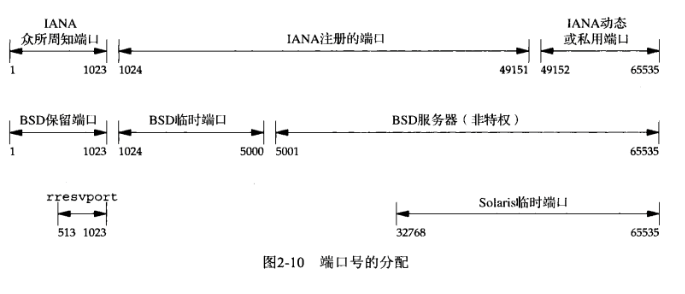 IANA
众所周知端口
IANA注册的端口
IANA动态
或私用端口
1 1023 1024 49151 49152 65535
BSD保留端口 BSD临时端口 BSD服务器（非特权）
1 1023 1024 5000 5001 65535
rresvport
Solaris临时端口
513 1023 32768 65535
图2-10 端口号的分配